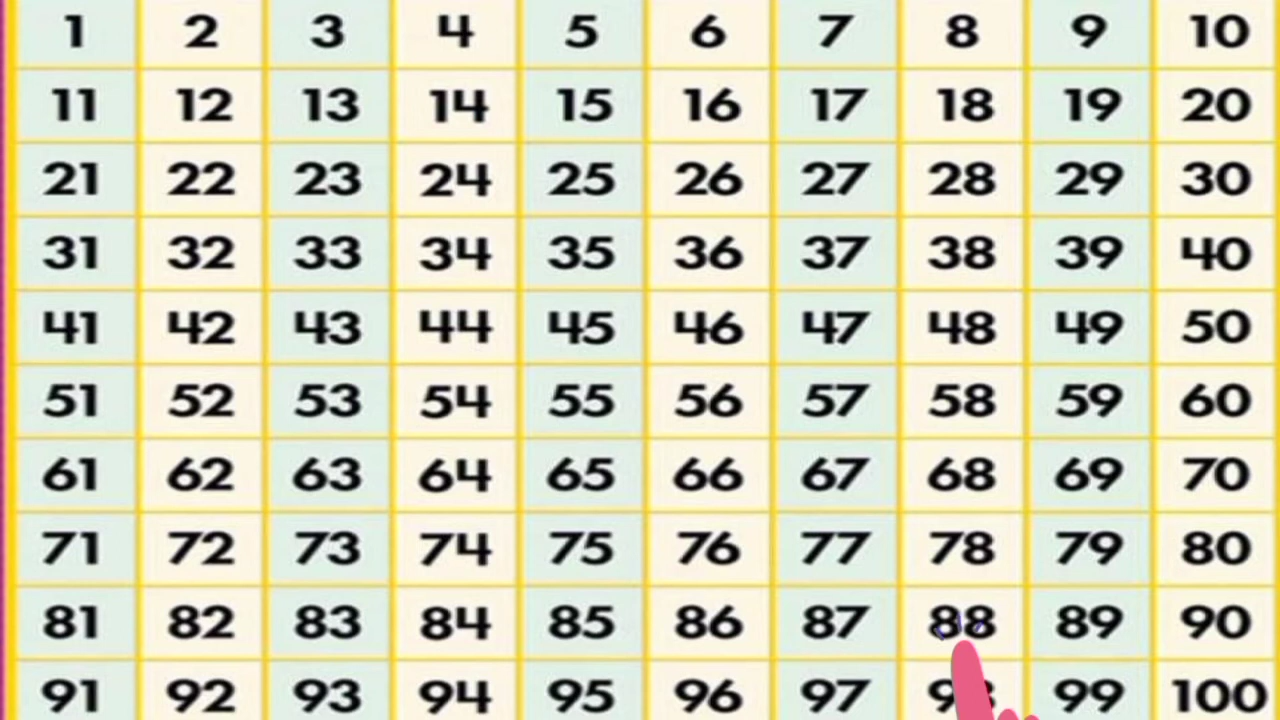 1 2 3 4 5 6 7 8 9 10
11 12 13 14 15 16 17 18 19 20
21 22 23 24 25 26 27 28 29 30
31 32 33 34 35 36 37 38 39 40
41 42 43 44 45 46 47 48 49 50
51 52 53 54 55 56 57 58 59 60
61 62 63 64 65 66 67 68 69 70
71 72 73 74 75 76 77 78 79 80
81 82 83 84 85 86 87 88 89 90
91 92 93 94 95 96 97 98 99 100